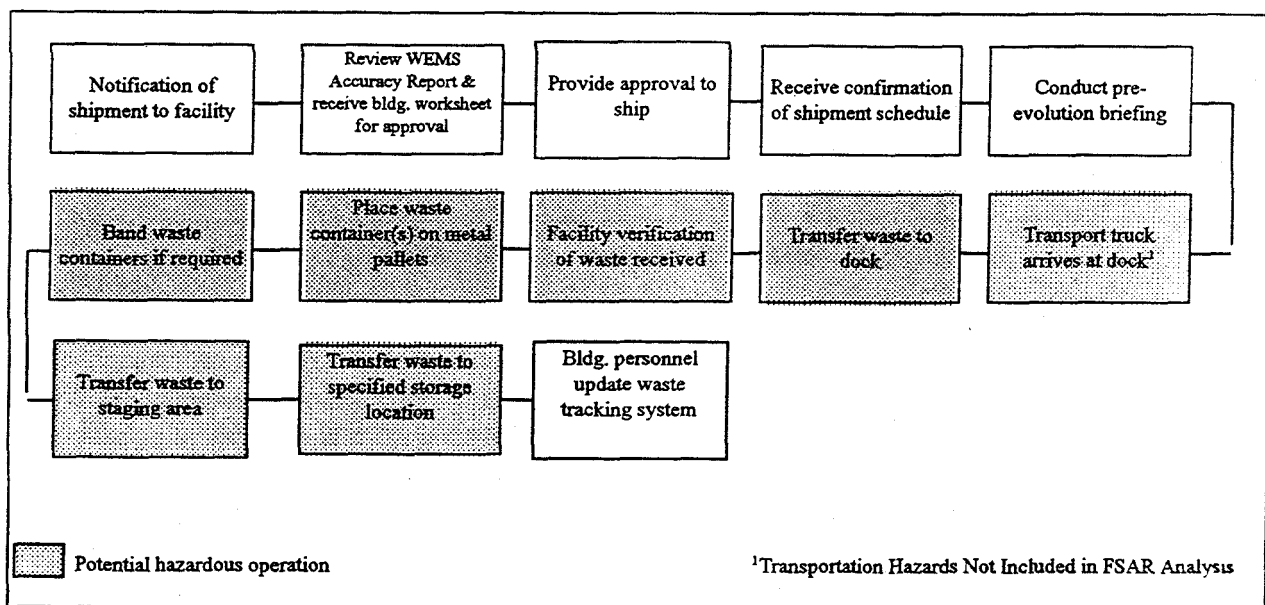 Notification of
shipment to facility
Review WEMS
Accuracy Report &
receive bldg. worksheet
for approval
Provide approval to
ship
Receive confirmation
of shipment schedule
Conduct pre-
evolution briefing
Band waste
containers if required
Place waste
container(s) on metal
pallets
Facility verification
of waste received
Transfer waste to
dock
Transport truck
arrives at dock¹
Transfer waste to
staging area
Transfer waste to
specified storage
location
Bldg. personnel
update waste
tracking system
Potential hazardous operation
¹Transportation Hazards Not Included in FSAR Analysis